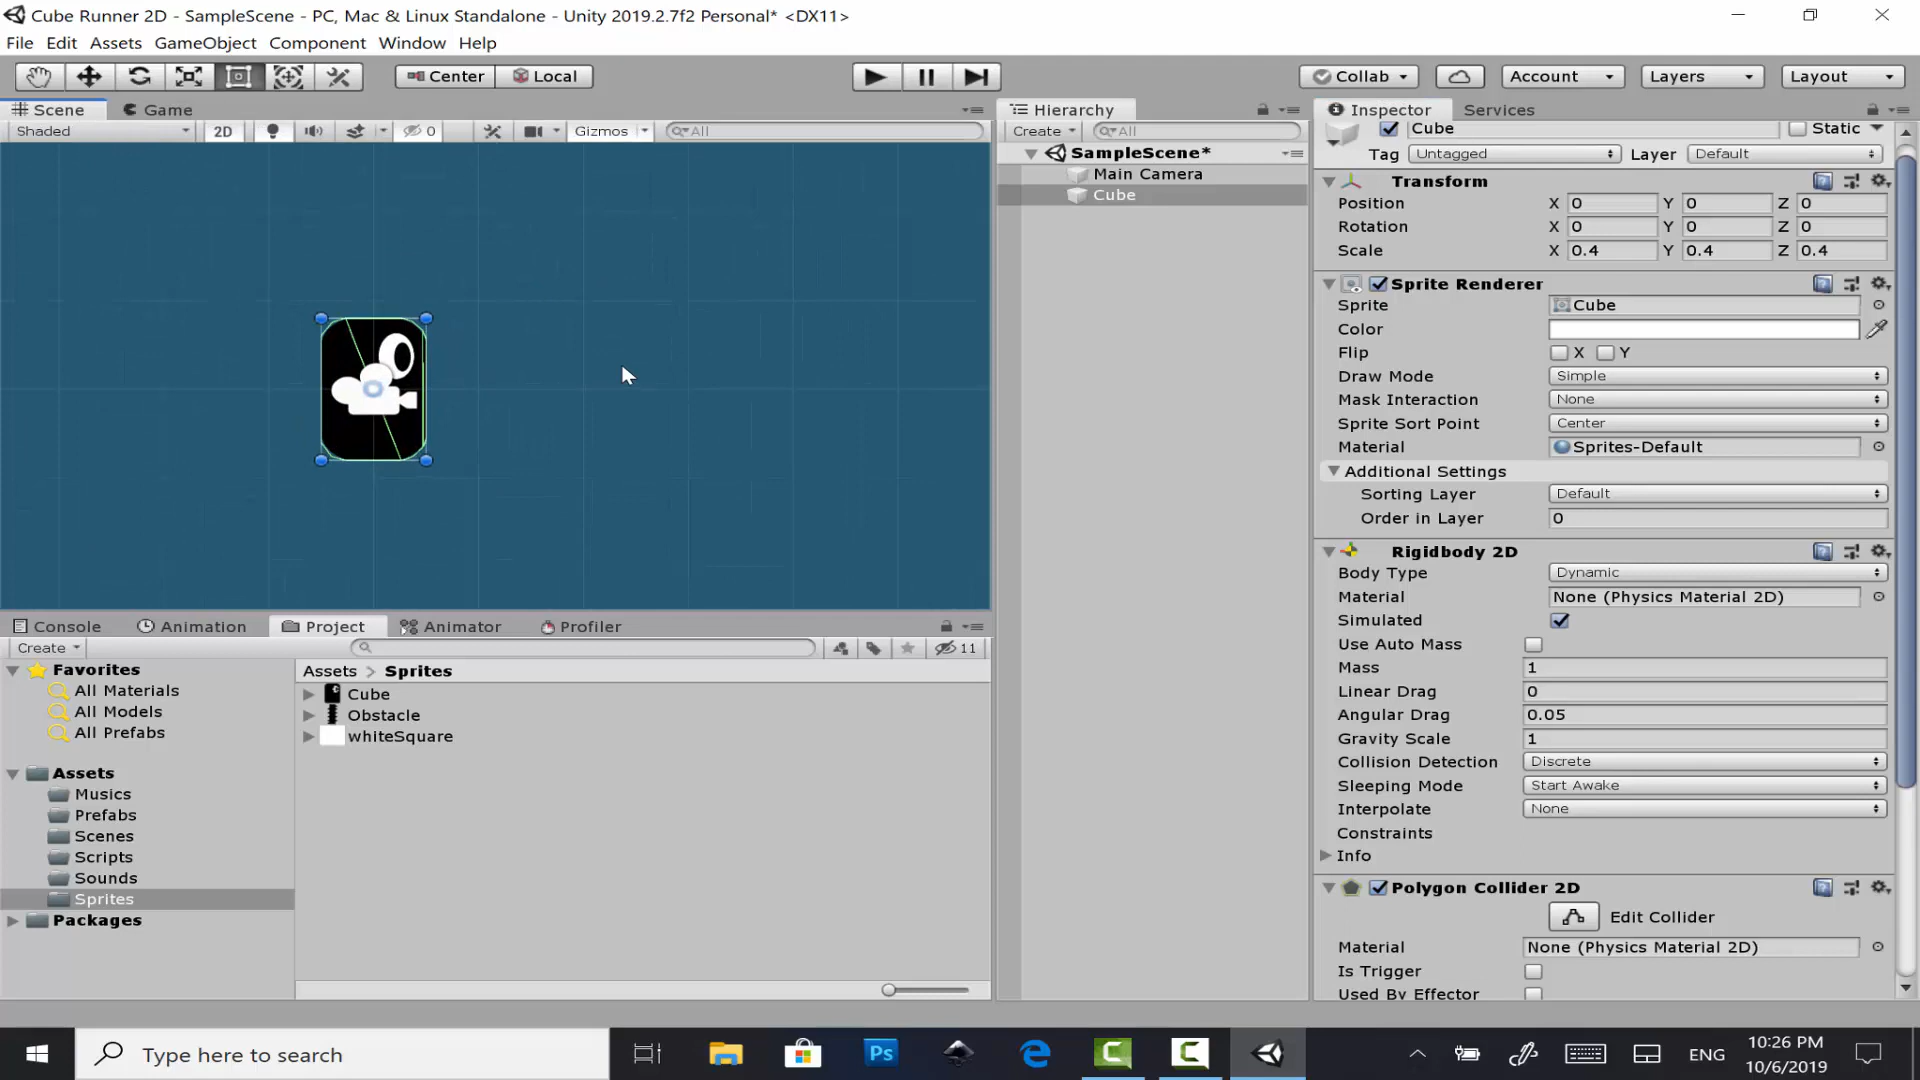 Cube Runner 2D - SampleScene - PC, Mac & Linux Standalone - Unity 2019.2.7f2 Personal* <DX11>
File Edit Assets GameObject Component Window Help
Center Local Collab Account Layers Layout
Scene Game
Shaded 2D 0 Gizmos All
Hierarchy
Create All
SampleScene*
Main Camera
Cube
Inspector Services
Cube Static
Tag Untagged Layer Default
Transform
Position X 0 Y 0 Z 0
Rotation X 0 Y 0 Z 0
Scale X 0.4 Y 0.4 Z 0.4
Sprite Renderer
Sprite Cube
Color
Flip X Y
Draw Mode Simple
Mask Interaction None
Sprite Sort Point Center
Material Sprites-Default
Additional Settings
Sorting Layer Default
Order in Layer 0
Rigidbody 2D
Body Type Dynamic
Material None (Physics Material 2D)
Simulated
Use Auto Mass
Mass 1
Linear Drag 0
Angular Drag 0.05
Gravity Scale 1
Collision Detection Discrete
Sleeping Mode Start Awake
Interpolate None
Constraints
Info
Polygon Collider 2D
Edit Collider
Material None (Physics Material 2D)
Is Trigger
Used By Effector
Console Animation Project Animator Profiler
Create 11
Favorites
All Materials
All Models
All Prefabs
Assets
Musics
Prefabs
Scenes
Scripts
Sounds
Sprites
Packages
Assets > Sprites
Cube
Obstacle
whiteSquare
Type here to search
Ps
ENG
10:26 PM
10/6/2019